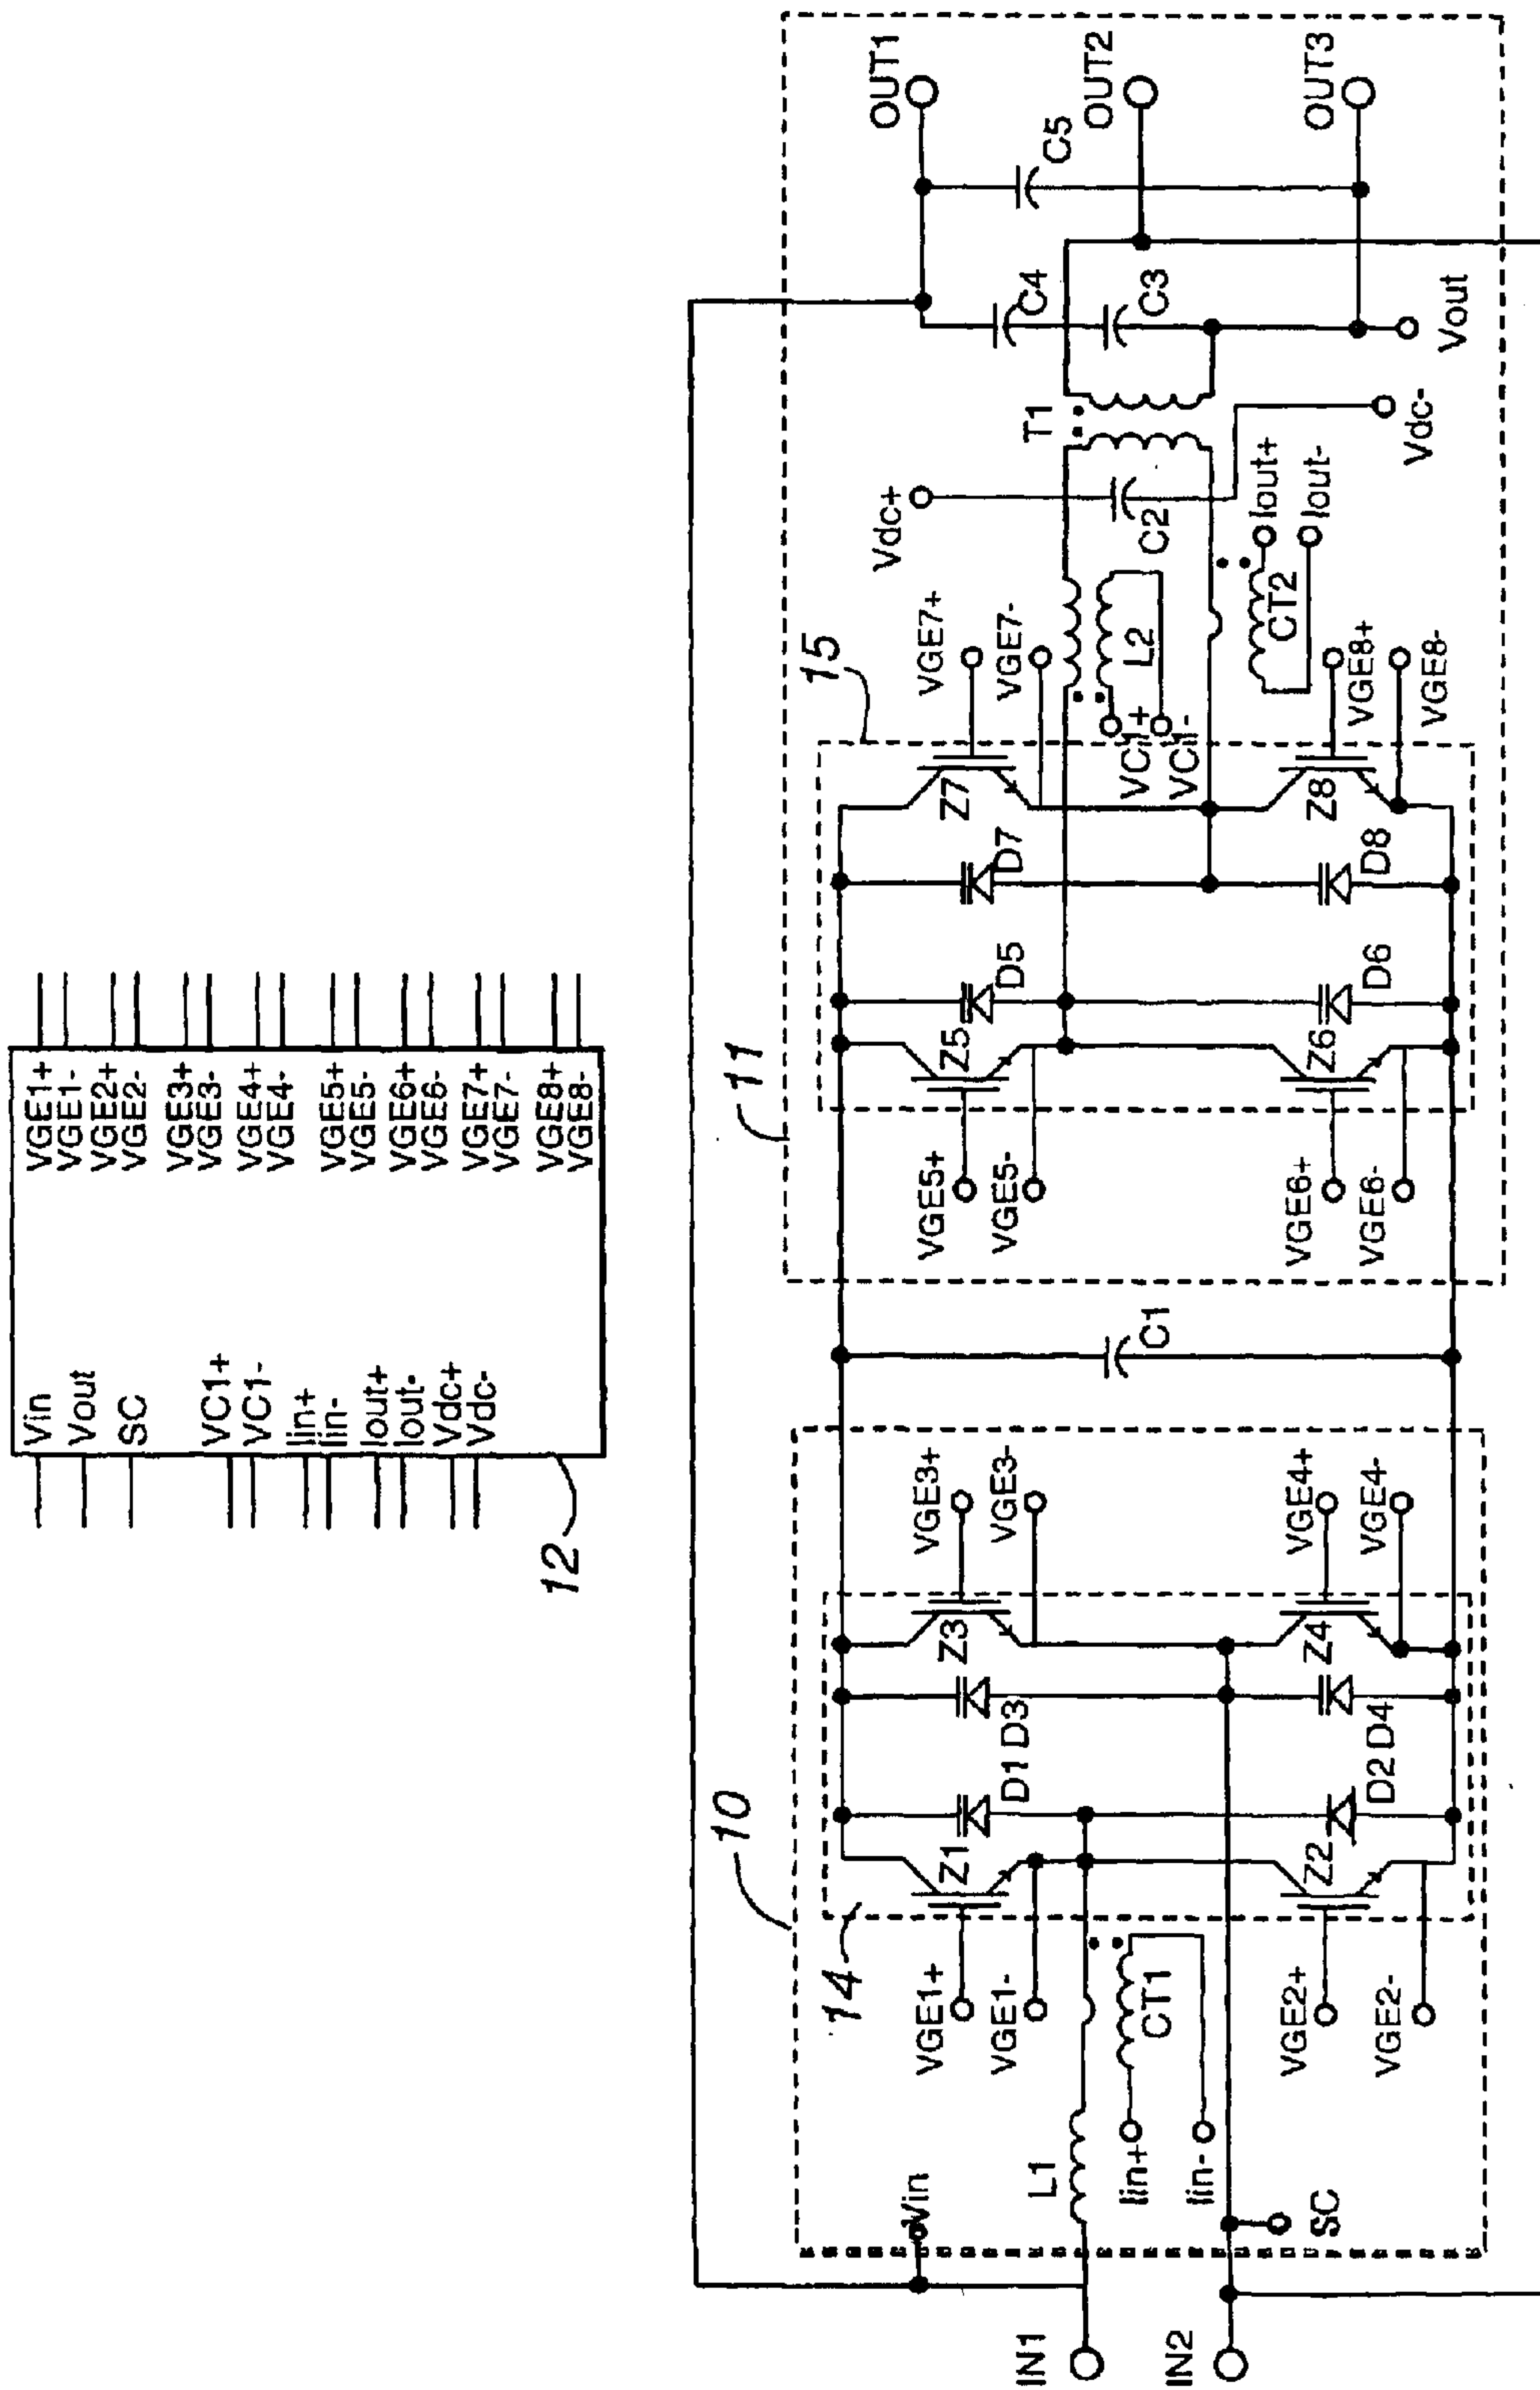 Vin
Vout
SC
VC1+
VC1-
Iin+
Iin-
Iout+
Iout-
Vdc+
Vdc-
VGE1+
VGE1-
VGE2+
VGE2-
VGE3+
VGE3-
VGE4+
VGE4-
VGE5+
VGE5-
VGE6+
VGE6-
VGE7+
VGE7-
VGE8+
VGE8-
12
10
11
15
14
IN1
IN2
Vin
L1
Iin+
Iin-
CT1
SC
VGE1+
VGE1-
VGE2+
VGE2-
Z1
Z2
D1
D2
D3
D4
Z3
Z4
VGE3+
VGE3-
VGE4+
VGE4-
C1
VGE5+
VGE5-
VGE6+
VGE6-
Z5
Z6
D5
D6
D7
D8
Z7
Z8
VGE7+
VGE7-
VGE8+
VGE8-
VC1+
VC1-
L2
CT2
Iout+
Iout-
Vdc+
C2
Vdc-
T1
C4
C3
Vout
C5
OUT1
OUT2
OUT3